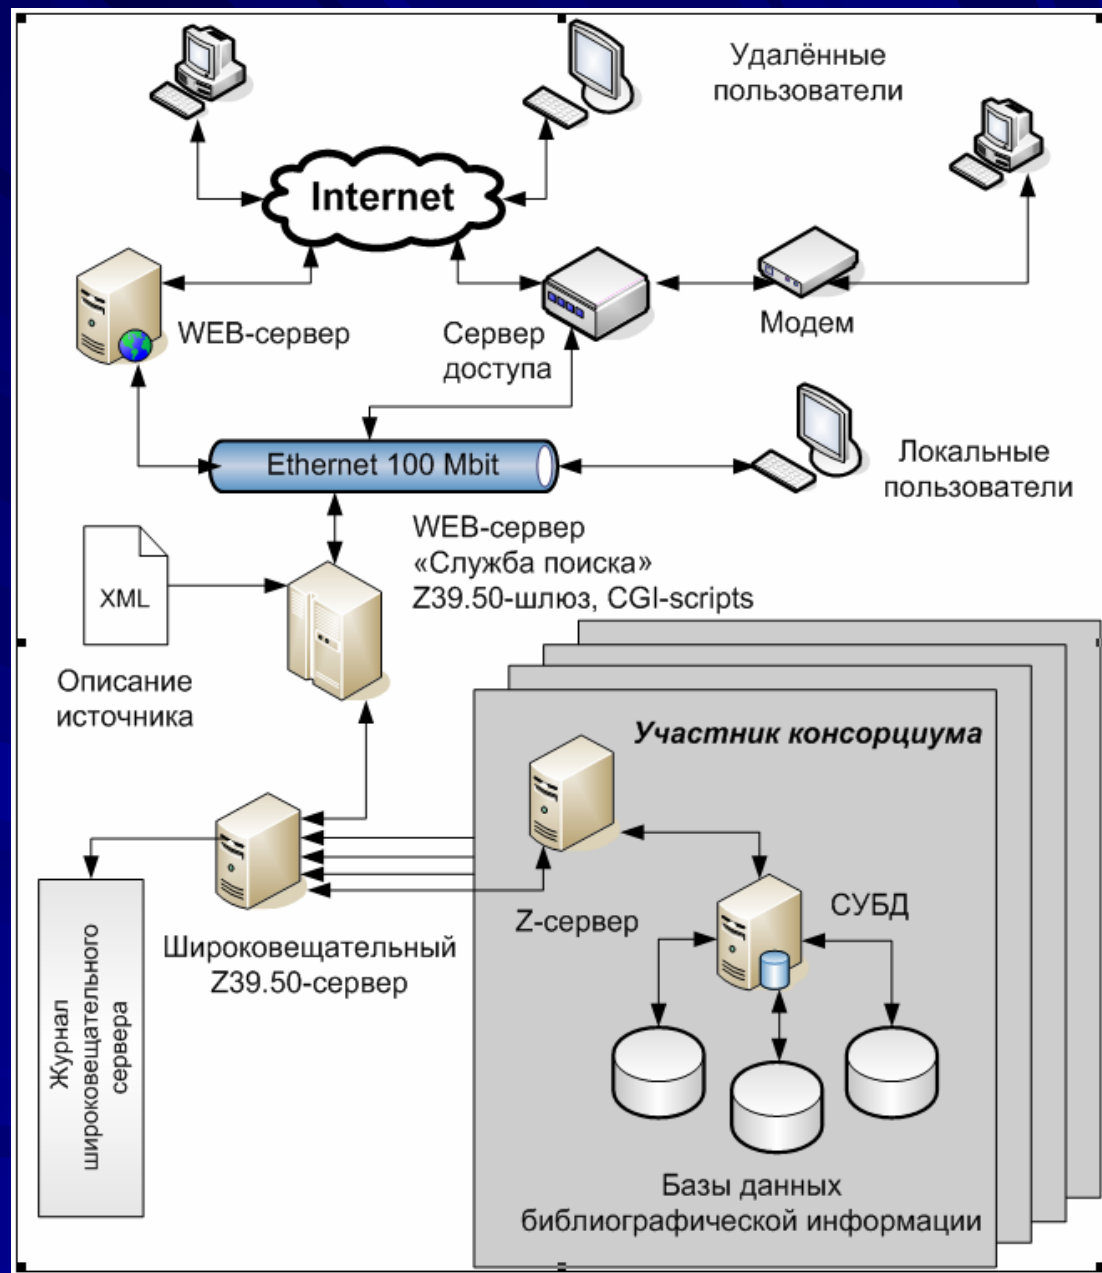 Удалённые
пользователи
Internet
WEB-сервер
Сервер
доступа
Модем
Ethernet 100 Mbit
Локальные
пользователи
WEB-сервер
«Служба поиска»
Z39.50-шлюз, CGI-scripts
XML
Описание
источника
Участник консорциума
Z-сервер
СУБД
Широковещательный
Z39.50-сервер
Журнал
широковещательного
сервера
Базы данных
библиографической информации